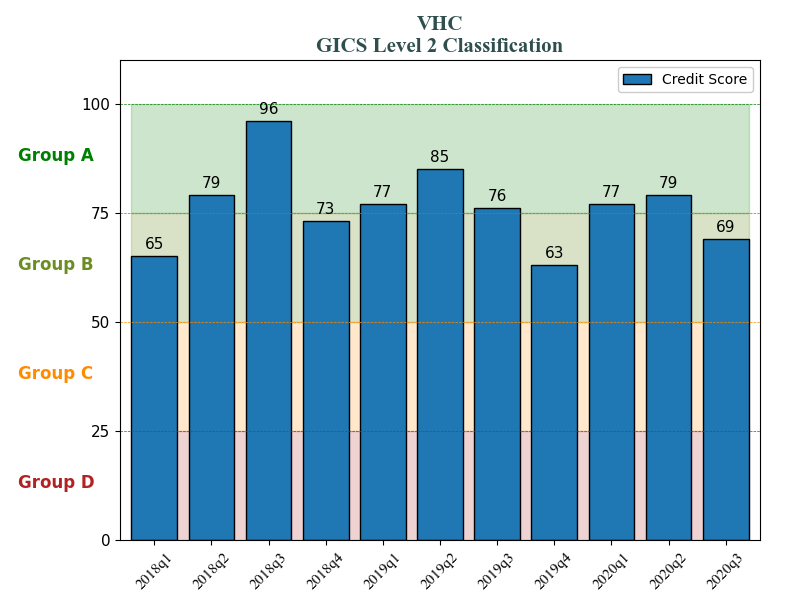 VHC
GICS Level 2 Classification
Credit Score
100
75
50
25
0
Group A
Group B
Group C
Group D
65
79
96
73
77
85
76
63
77
79
69
2018q1
2018q2
2018q3
2018q4
2019q1
2019q2
2019q3
2019q4
2020q1
2020q2
2020q3